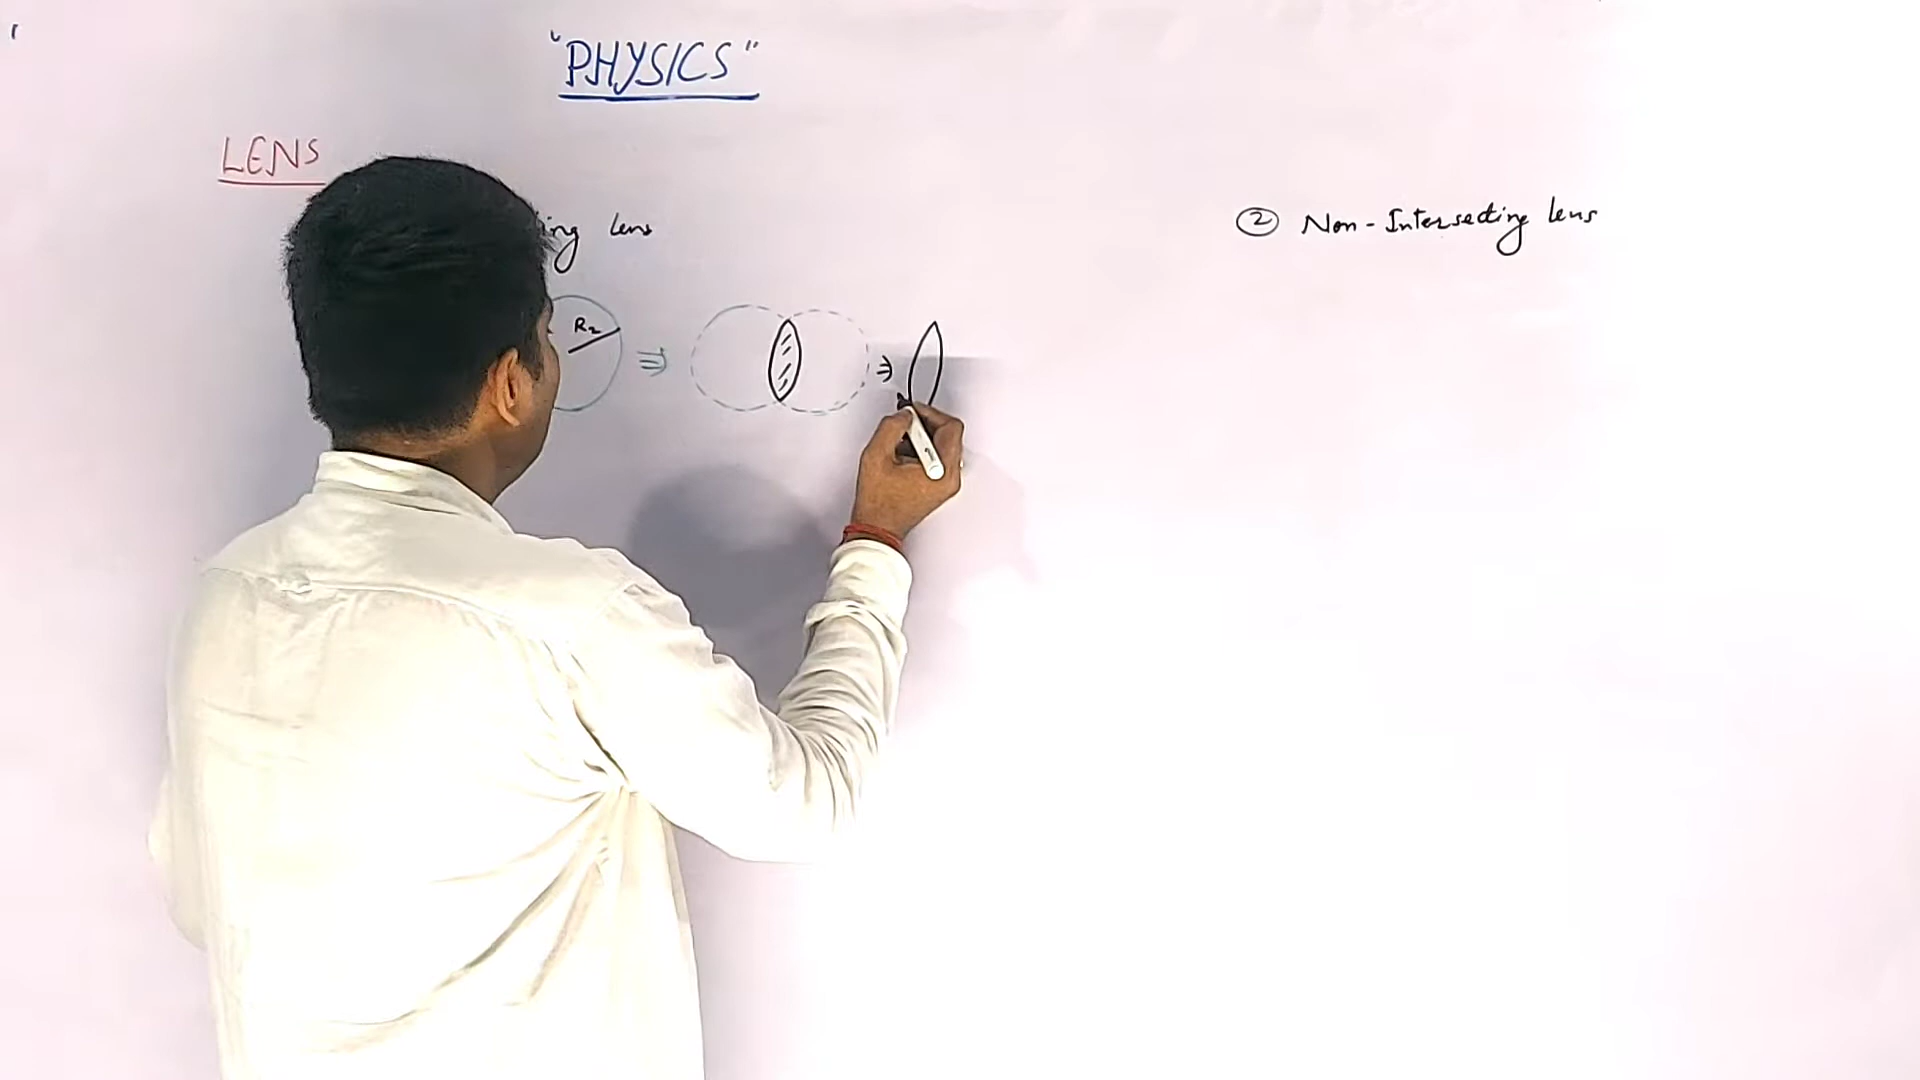 "PHYSICS"
LENS
ing lens
② Non-Intersecting lens
R₂